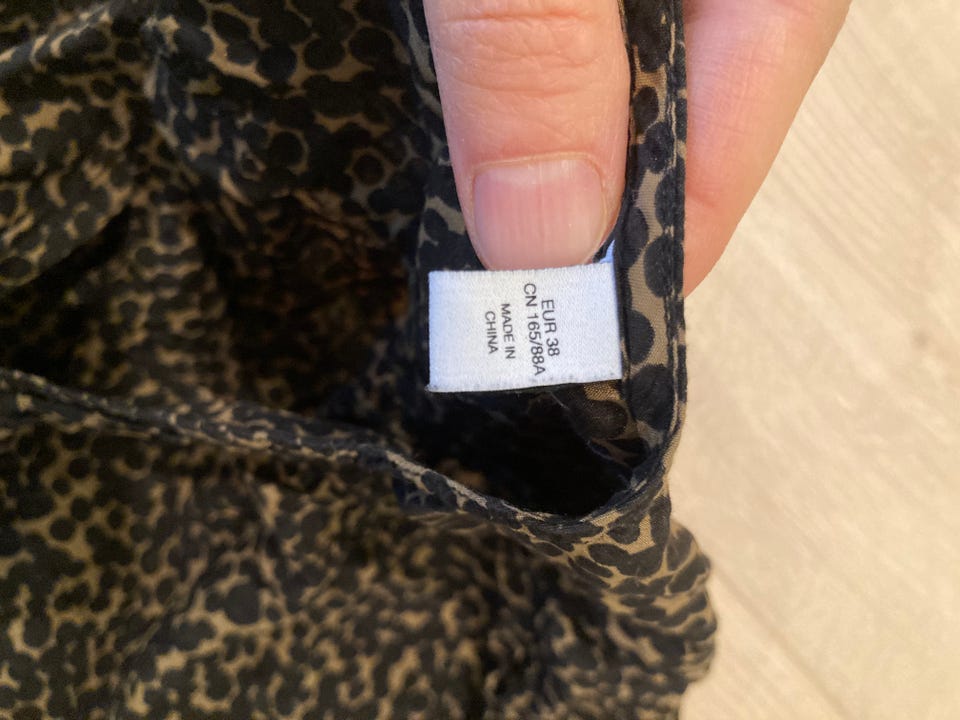 EUR 38
CN 165/88A
MADE IN
CHINA